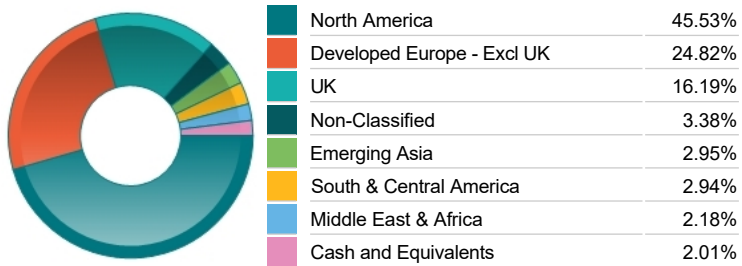 North America 45.53%
Developed Europe - Excl UK 24.82%
UK 16.19%
Non-Classified 3.38%
Emerging Asia 2.95%
South & Central America 2.94%
Middle East & Africa 2.18%
Cash and Equivalents 2.01%